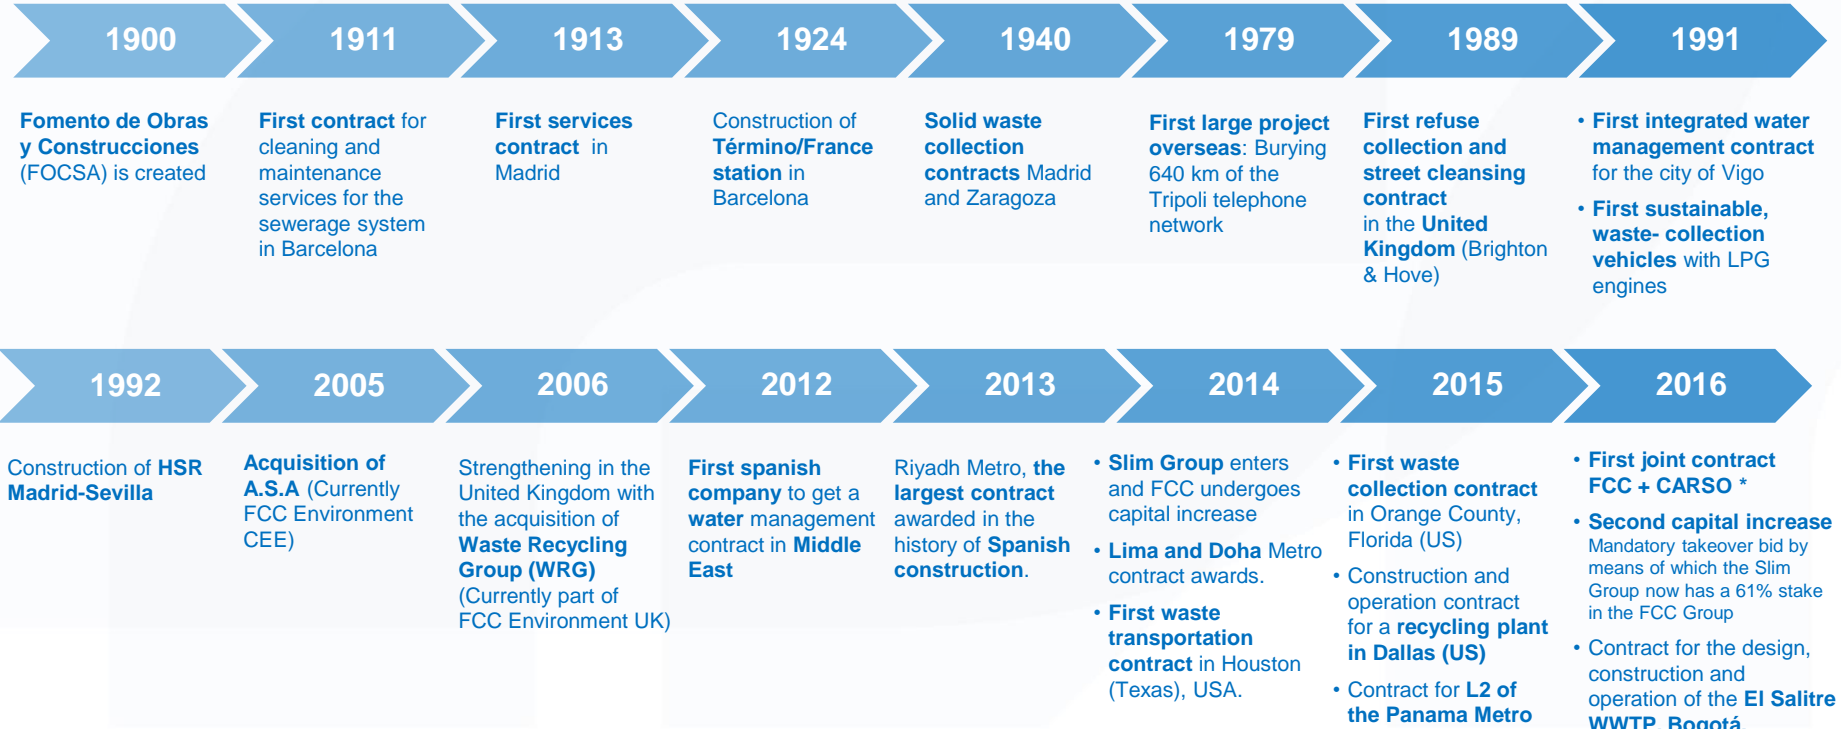 1900
1911
1913
1924
1940
1979
1989
1991
Fomento de Obras
y Construcciones
(FOCSA) is created
First contract for
cleaning and
maintenance
services for the
sewerage system
in Barcelona
First services
contract in
Madrid
Construction of
Término/France
station in
Barcelona
Solid waste
collection
contracts Madrid
and Zaragoza
First large project
overseas: Burying
640 km of the
Tripoli telephone
network
First refuse
collection and
street cleansing
contract
in the United
Kingdom (Brighton
& Hove)
• First integrated water
management contract
for the city of Vigo
• First sustainable,
waste- collection
vehicles with LPG
engines
1992
2005
2006
2012
2013
2014
2015
2016
Construction of HSR
Madrid-Sevilla
Acquisition of
A.S.A (Currently
FCC Environment
CEE)
Strengthening in the
United Kingdom with
the acquisition of
Waste Recycling
Group (WRG)
(Currently part of
FCC Environment UK)
First spanish
company to get a
water management
contract in Middle
East
Riyadh Metro, the
largest contract
awarded in the
history of Spanish
construction.
• Slim Group enters
and FCC undergoes
capital increase
• Lima and Doha Metro
contract awards.
• First waste
transportation
contract in Houston
(Texas), USA.
• First waste
collection contract
in Orange County,
Florida (US)
• Construction and
operation contract
for a recycling plant
in Dallas (US)
• Contract for L2 of
the Panama Metro
• First joint contract
FCC + CARSO *
• Second capital increase
Mandatory takeover bid by
means of which the Slim
Group now has a 61% stake
in the FCC Group
• Contract for the design,
construction and
operation of the El Salitre
WWTP, Bogotá.